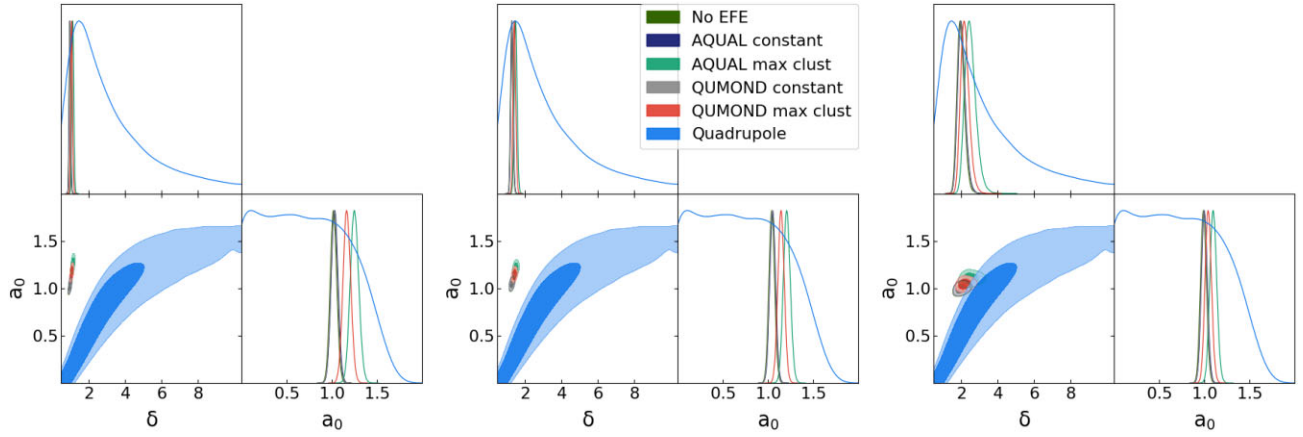 No EFE
AQUAL constant
AQUAL max clust
QUMOND constant
QUMOND max clust
Quadrupole
a₀
1.5
1.0
0.5
2 4 6 8
δ
0.5 1.0 1.5
a₀
a₀
1.5
1.0
0.5
2 4 6 8
δ
0.5 1.0 1.5
a₀
a₀
1.5
1.0
0.5
2 4 6 8
δ
0.5 1.0 1.5
a₀